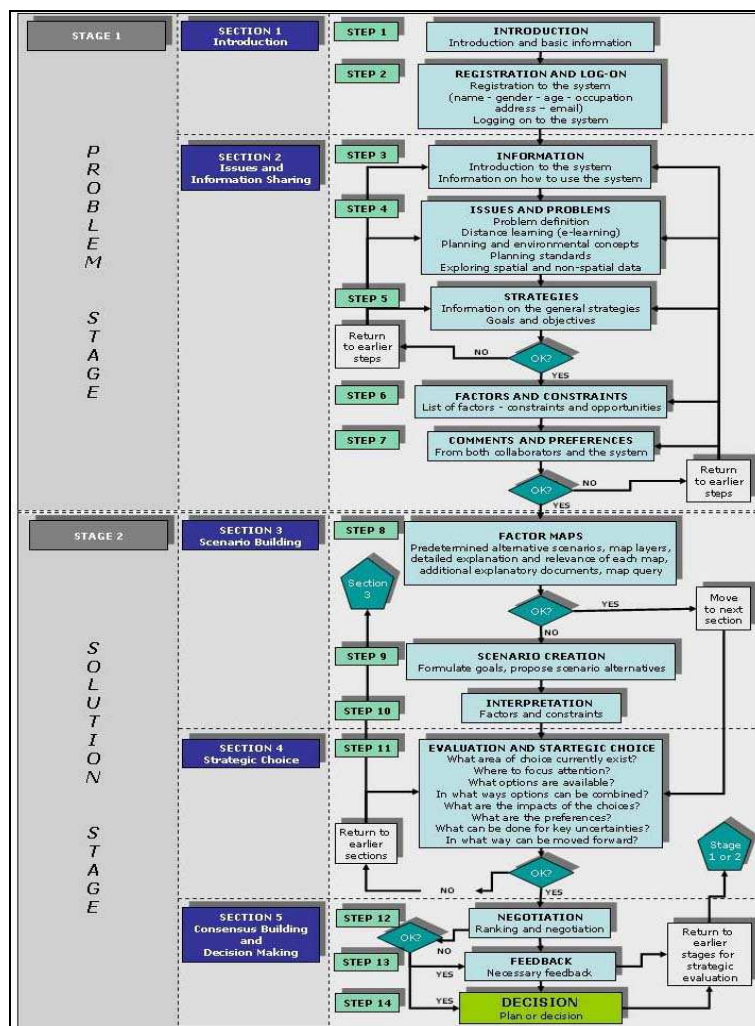 STAGE 1
SECTION 1
Introduction
STEP 1
INTRODUCTION
Introduction and basic information
STEP 2
REGISTRATION AND LOG-ON
Registration to the system
(name - gender - age - occupation
address - email)
Logging on to the system
PROBLEM STAGE
SECTION 2
Issues and
Information Sharing
STEP 3
INFORMATION
Introduction to the system
Information on how to use the system
STEP 4
ISSUES AND PROBLEMS
Problem definition
Distance learning (e-learning)
Planning and environmental concepts
Planning standards
Exploring spatial and non-spatial data
STEP 5
STRATEGIES
Information on the general strategies
Goals and objectives
Return
to earlier
steps
NO
OK?
YES
STEP 6
FACTORS AND CONSTRAINTS
List of factors - constraints and opportunities
STEP 7
COMMENTS AND PREFERENCES
From both collaborators and the system
OK?
NO
Return
to earlier
steps
YES
STAGE 2
SECTION 3
Scenario Building
STEP 8
FACTOR MAPS
Predetermined alternative scenarios, map layers,
detailed explanation and relevance of each map,
additional explanatory documents, map query
Section
3
OK?
YES
Move
to next
section
NO
SOLUTION STAGE
STEP 9
SCENARIO CREATION
Formulate goals, propose scenario alternatives
STEP 10
INTERPRETATION
Factors and constraints
SECTION 4
Strategic Choice
STEP 11
EVALUATION AND STARTEGIC CHOICE
What area of choice currently exist?
Where to focus attention?
What options are available?
In what ways options can be combined?
What are the impacts of the choices?
What are the preferences?
What can be done for key uncertainties?
In what way can be moved forward?
Return to
earlier
sections
Stage
1 or 2
OK?
NO
YES
SECTION 5
Consensus Building
and
Decision Making
STEP 12
NEGOTIATION
Ranking and negotiation
OK?
NO
STEP 13
YES
FEEDBACK
Necessary feedback
Return to
earlier
stages for
strategic
evaluation
STEP 14
YES
DECISION
Plan or decision